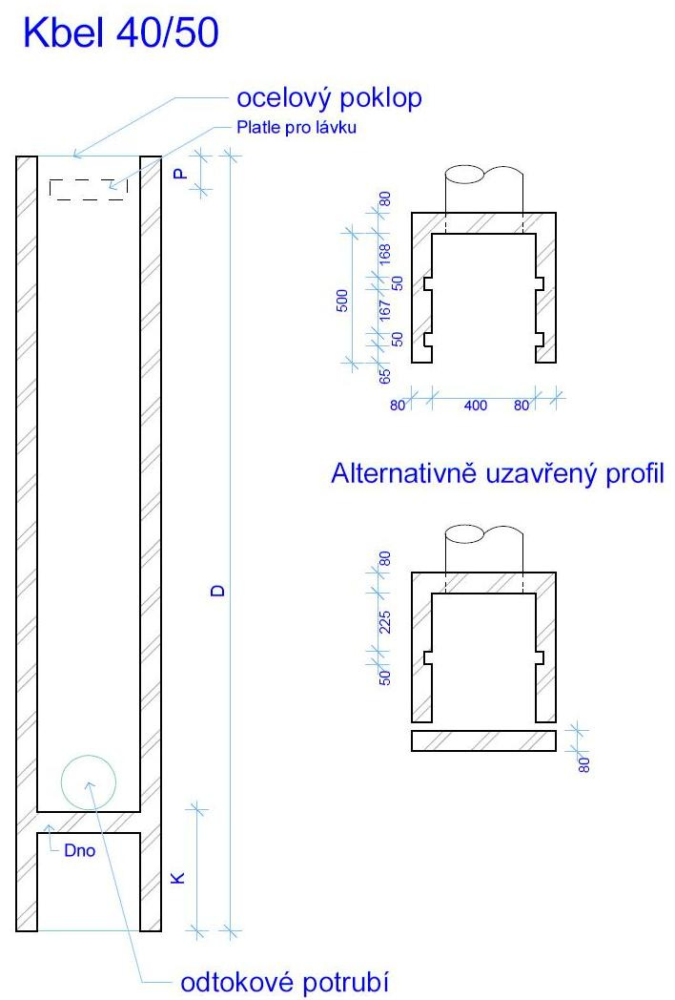 Kbel 40/50
ocelový poklop
Platle pro lávku
P
80
168
50
500
167
50
65
80
400
80
Alternativně uzavřený profil
80
225
50
80
D
Dno
K
odtokové potrubí